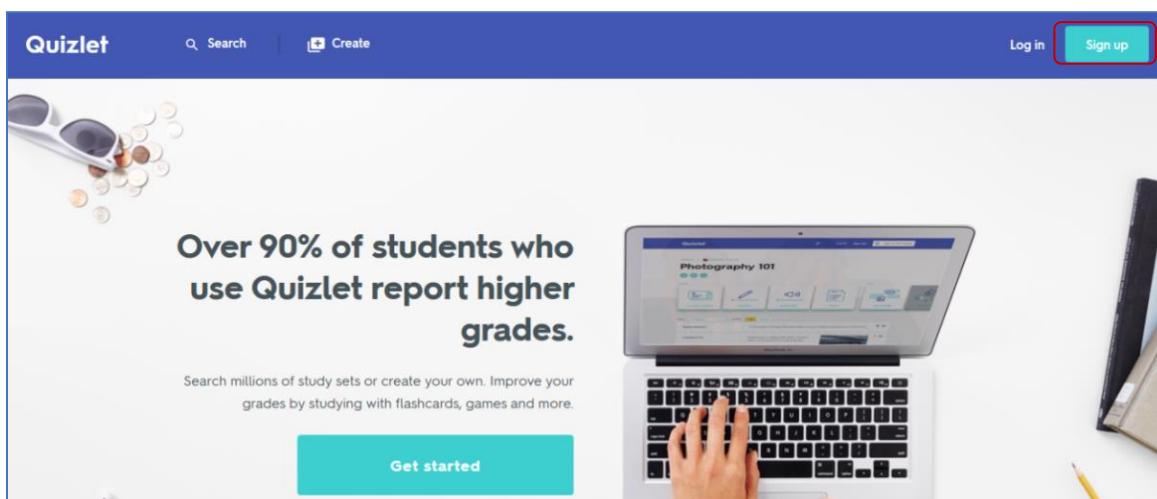 Quizlet
Search
Create
Log in
Sign up
Over 90% of students who
use Quizlet report higher
grades.
Search millions of study sets or create your own. Improve your
grades by studying with flashcards, games and more.
Get started
Quizlet
Photography 101